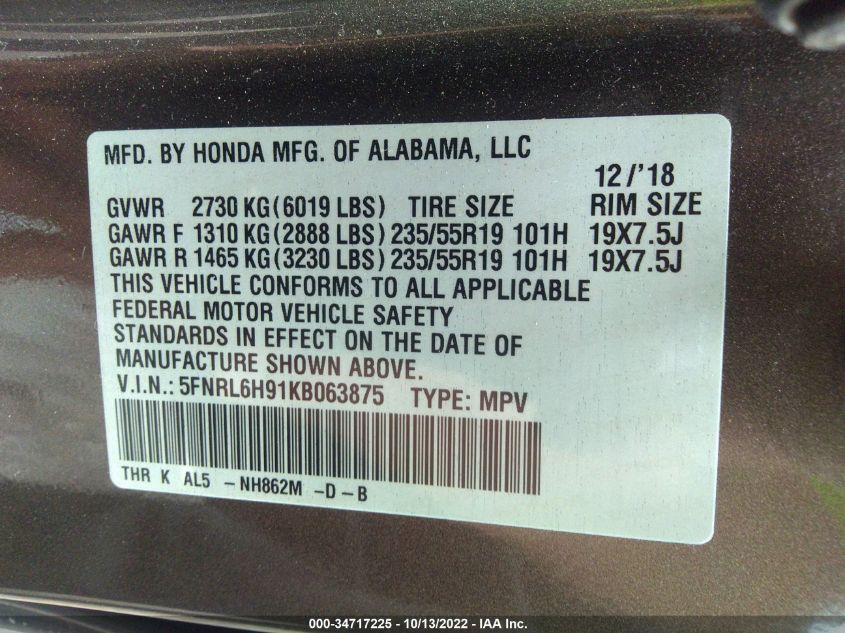 MFD. BY HONDA MFG. OF ALABAMA, LLC
12/'18
GVWR 2730 KG(6019 LBS) TIRE SIZE RIM SIZE
GAWR F 1310 KG(2888 LBS) 235/55R19 101H 19X7.5J
GAWR R 1465 KG(3230 LBS) 235/55R19 101H 19X7.5J
THIS VEHICLE CONFORMS TO ALL APPLICABLE
FEDERAL MOTOR VEHICLE SAFETY
STANDARDS IN EFFECT ON THE DATE OF
MANUFACTURE SHOWN ABOVE.
V.I.N.: 5FNRL6H91KB063875 TYPE: MPV
THR K AL5 - NH862M -D-B
000-34717225 - 10/13/2022 - IAA Inc.